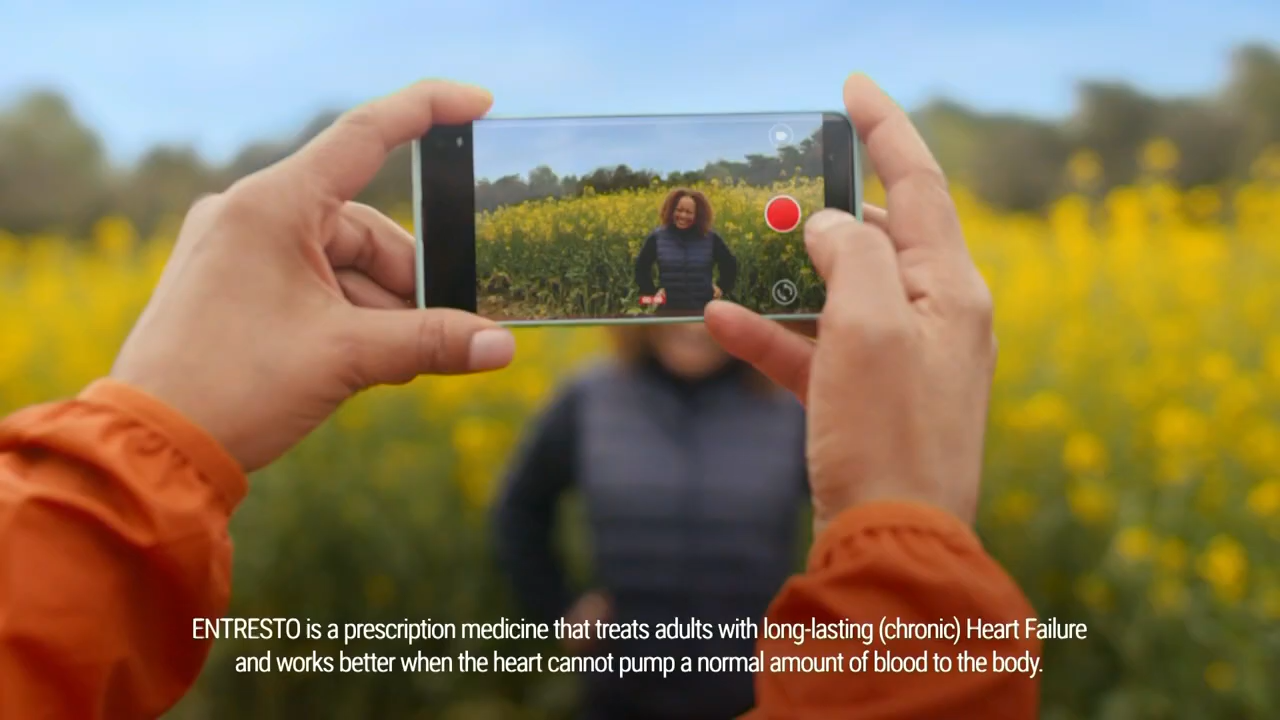 ENTRESTO is a prescription medicine that treats adults with long-lasting (chronic) Heart Failure
and works better when the heart cannot pump a normal amount of blood to the body.